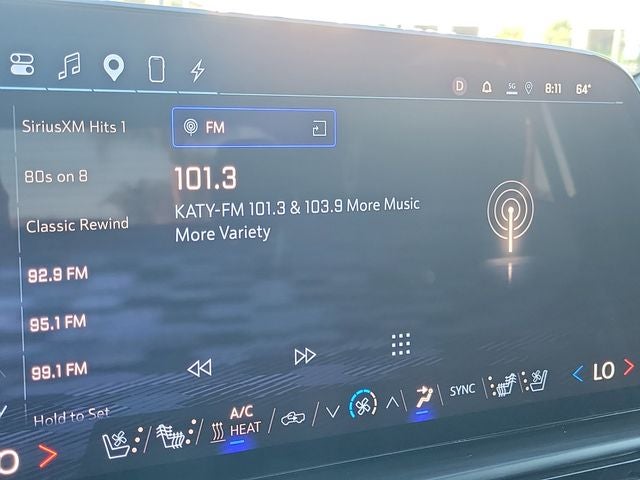 D
5G
8:11
64°
SiriusXM Hits 1
FM
80s on 8
101.3
KATY-FM 101.3 & 103.9 More Music
More Variety
Classic Rewind
92.9 FM
95.1 FM
99.1 FM
Hold to Set
A/C
HEAT
SYNC
LO